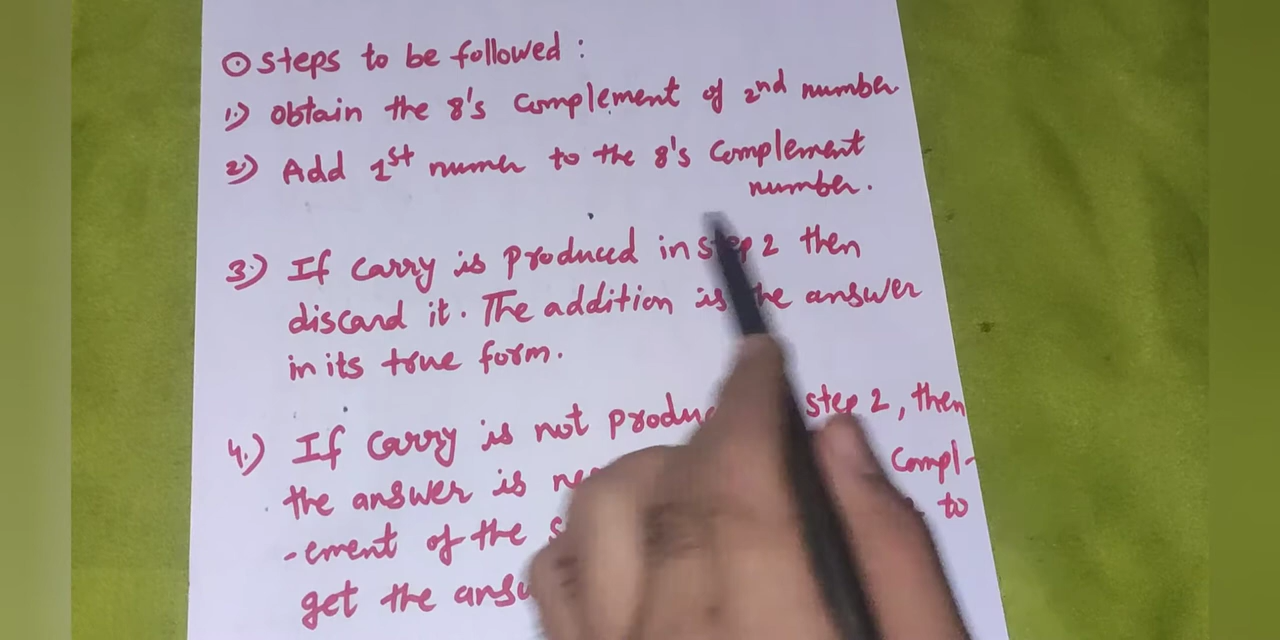 ⊙ Steps to be followed :
1.) Obtain the 8's Complement of 2nd number
2.) Add 1st numer to the 8's Complement
number.
3.) If Carry is produced in step 2 then
discard it. The addition is the answer
in its true form.
4.) If Carry is not step 2, then
the answer is Compl-
-ement of the to
get the